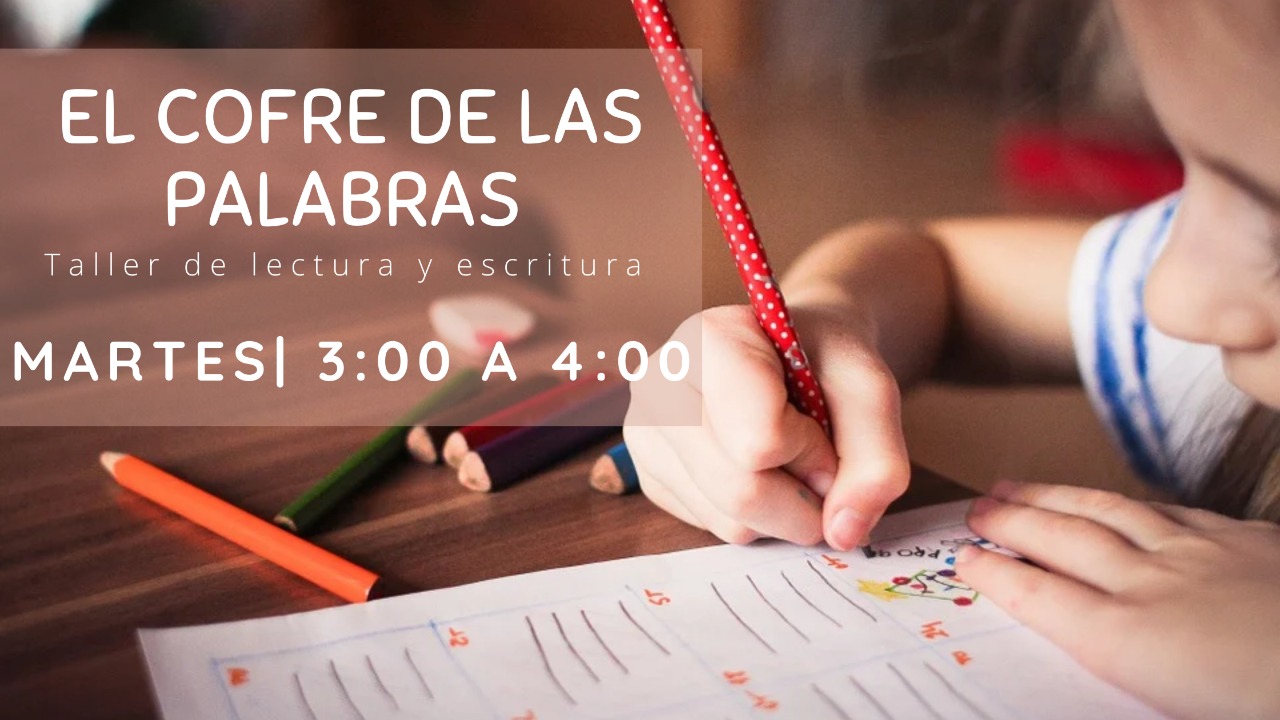 EL COFRE DE LAS
PALABRAS
Taller de lectura y escritura
MARTES| 3:00 A 4:00